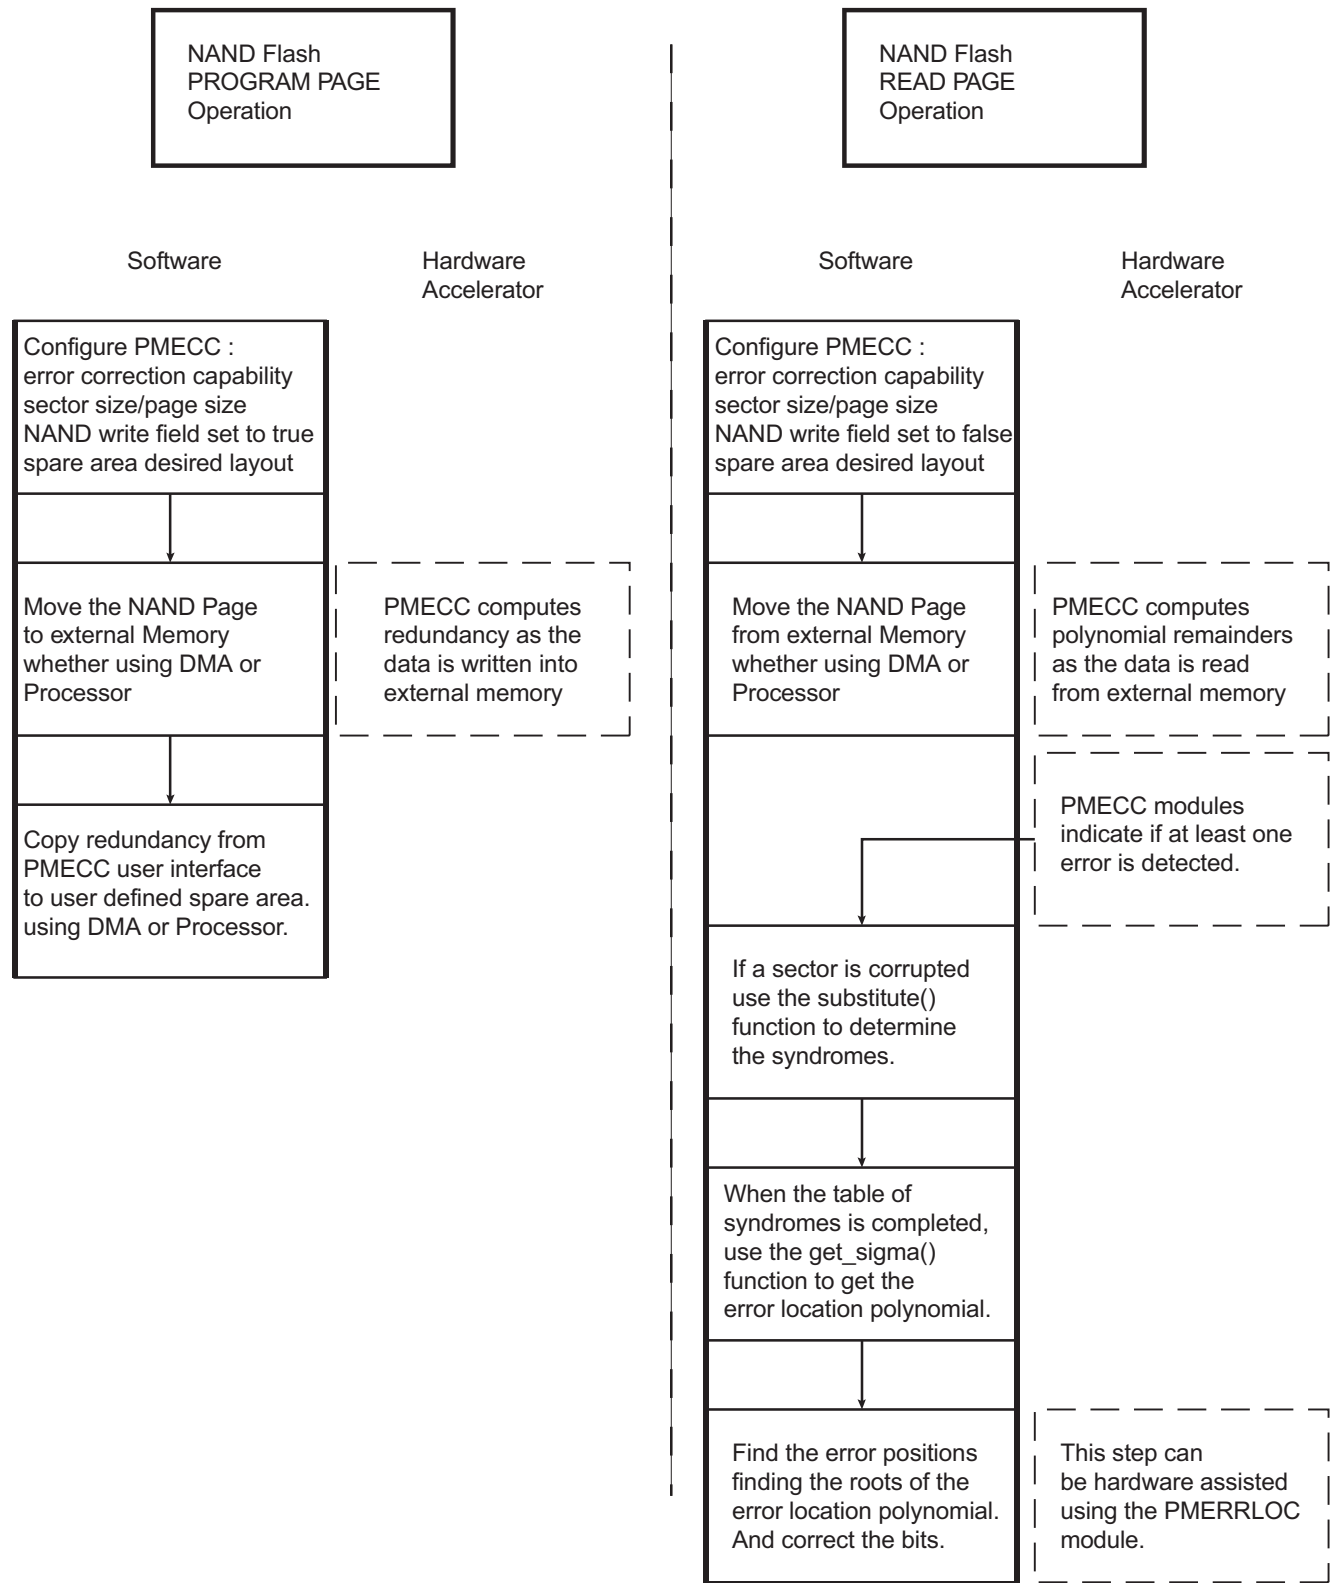 NAND Flash
PROGRAM PAGE
Operation
Software
Hardware
Accelerator
Configure PMECC :
error correction capability
sector size/page size
NAND write field set to true
spare area desired layout
Move the NAND Page
to external Memory
whether using DMA or
Processor
PMECC computes
redundancy as the
data is written into
external memory
Copy redundancy from
PMECC user interface
to user defined spare area.
using DMA or Processor.
NAND Flash
READ PAGE
Operation
Software
Hardware
Accelerator
Configure PMECC :
error correction capability
sector size/page size
NAND write field set to false
spare area desired layout
Move the NAND Page
from external Memory
whether using DMA or
Processor
PMECC computes
polynomial remainders
as the data is read
from external memory
PMECC modules
indicate if at least one
error is detected.
If a sector is corrupted
use the substitute()
function to determine
the syndromes.
When the table of
syndromes is completed,
use the get_sigma()
function to get the
error location polynomial.
Find the error positions
finding the roots of the
error location polynomial.
And correct the bits.
This step can
be hardware assisted
using the PMERRLOC
module.